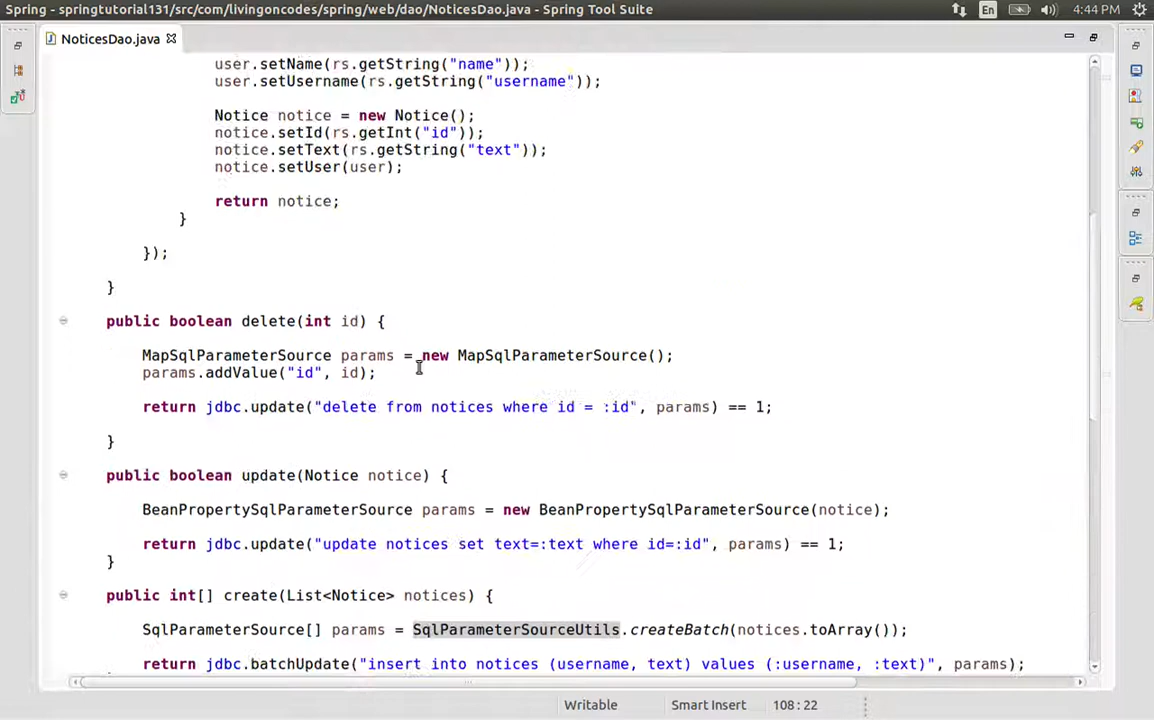 Spring - springtutorial131/src/com/livingoncodes/spring/web/dao/NoticesDao.java - Spring Tool Suite
En
4:44 PM
NoticesDao.java
user.setName(rs.getString("name"));
user.setUsername(rs.getString("username"));
Notice notice = new Notice();
notice.setId(rs.getInt("id"));
notice.setText(rs.getString("text"));
notice.setUser(user);
return notice;
}
});
}
public boolean delete(int id) {
MapSqlParameterSource params = new MapSqlParameterSource();
params.addValue("id", id);
return jdbc.update("delete from notices where id = :id", params) == 1;
}
public boolean update(Notice notice) {
BeanPropertySqlParameterSource params = new BeanPropertySqlParameterSource(notice);
return jdbc.update("update notices set text=:text where id=:id", params) == 1;
}
public int[] create(List<Notice> notices) {
SqlParameterSource[] params = SqlParameterSourceUtils.createBatch(notices.toArray());
return jdbc.batchUpdate("insert into notices (username, text) values (:username, :text)", params);
Writable
Smart Insert
108 : 22